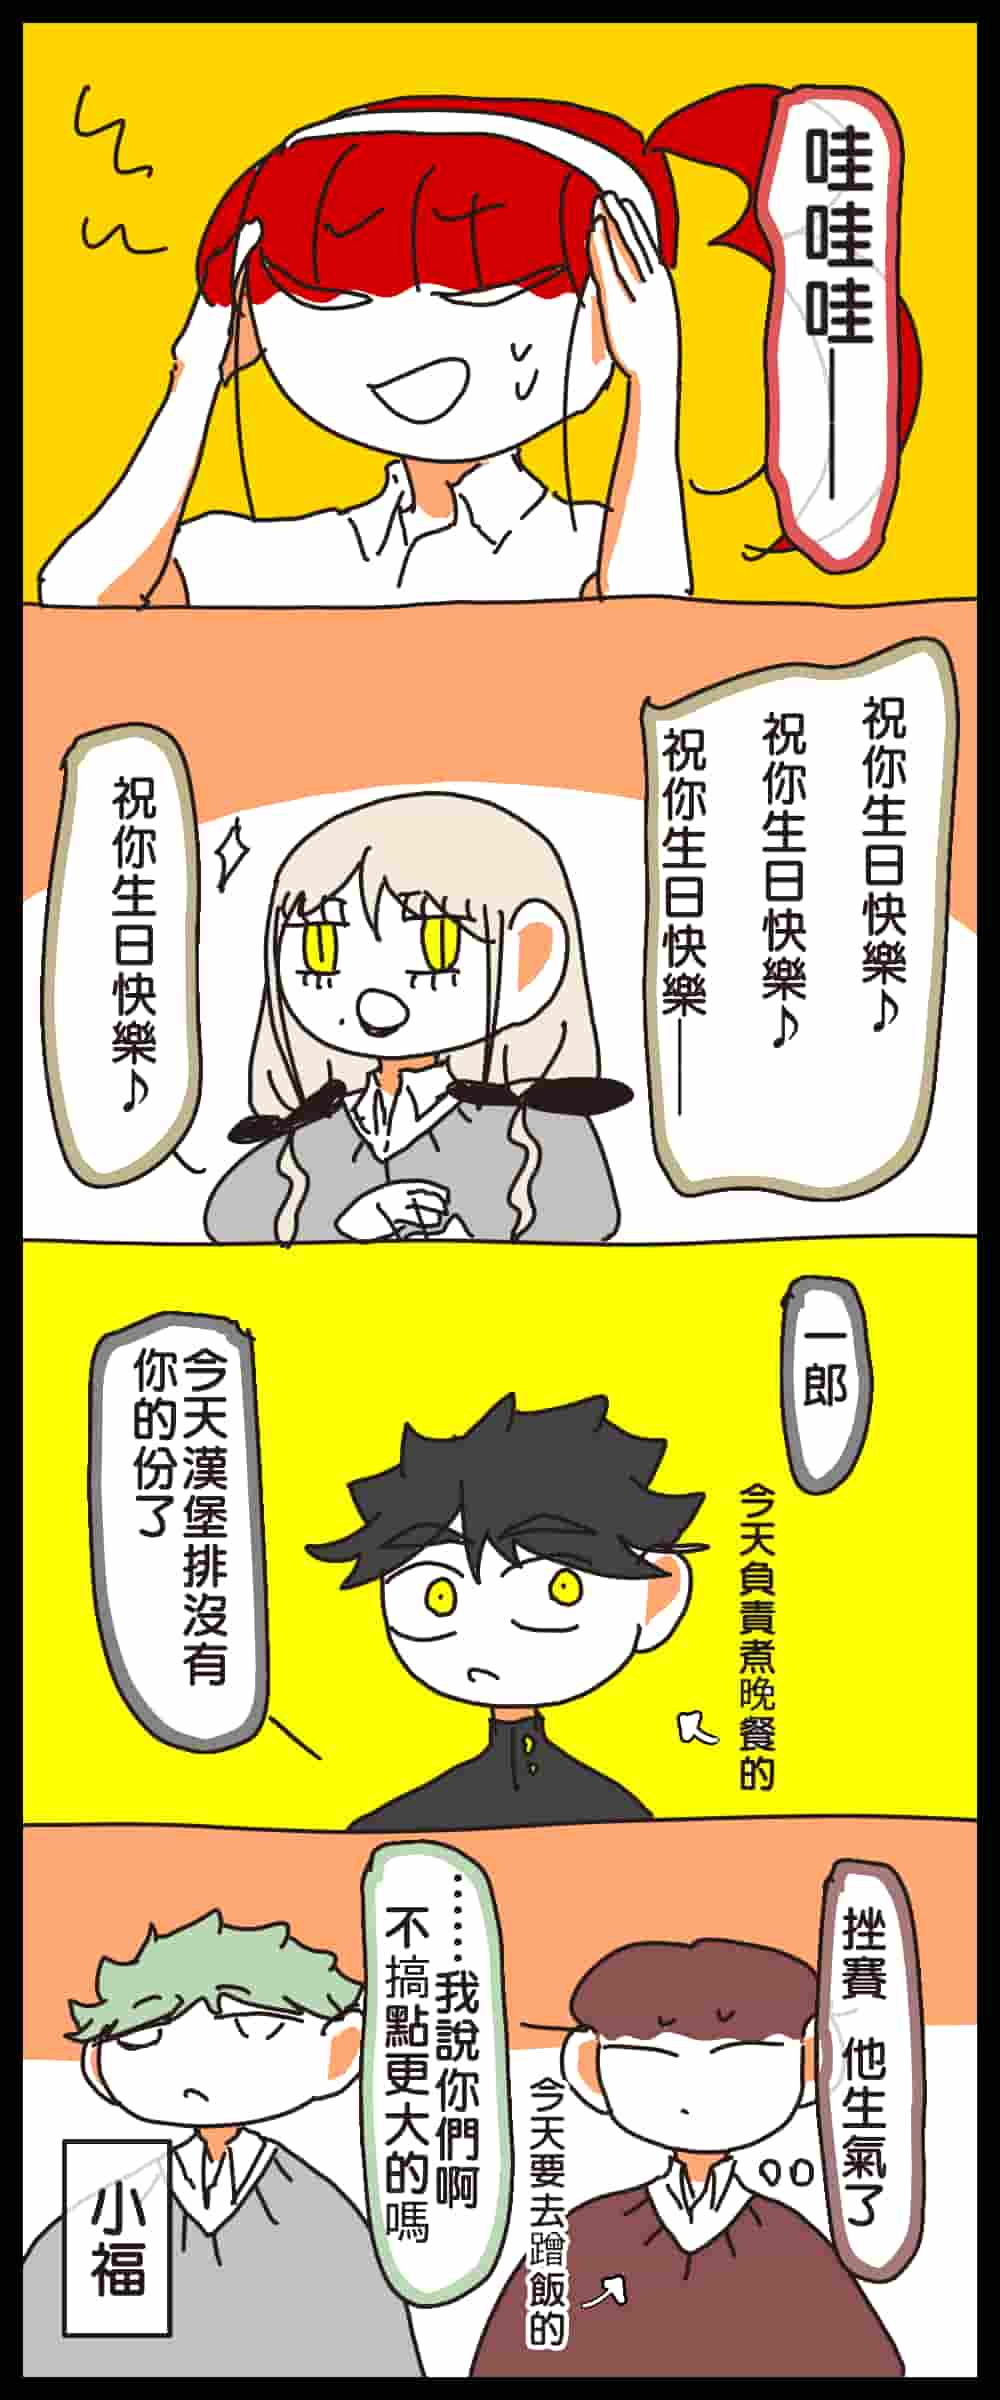 哇哇哇——
祝你生日快樂♪
祝你生日快樂♪
祝你生日快樂——
祝你生日快樂♪
一郎
今天負責煮晚餐的
今天漢堡排沒有
你的份了
挫賽 他生氣了
今天要去蹭飯的
⋯⋯我說你們啊
不搞點更大的嗎
小福